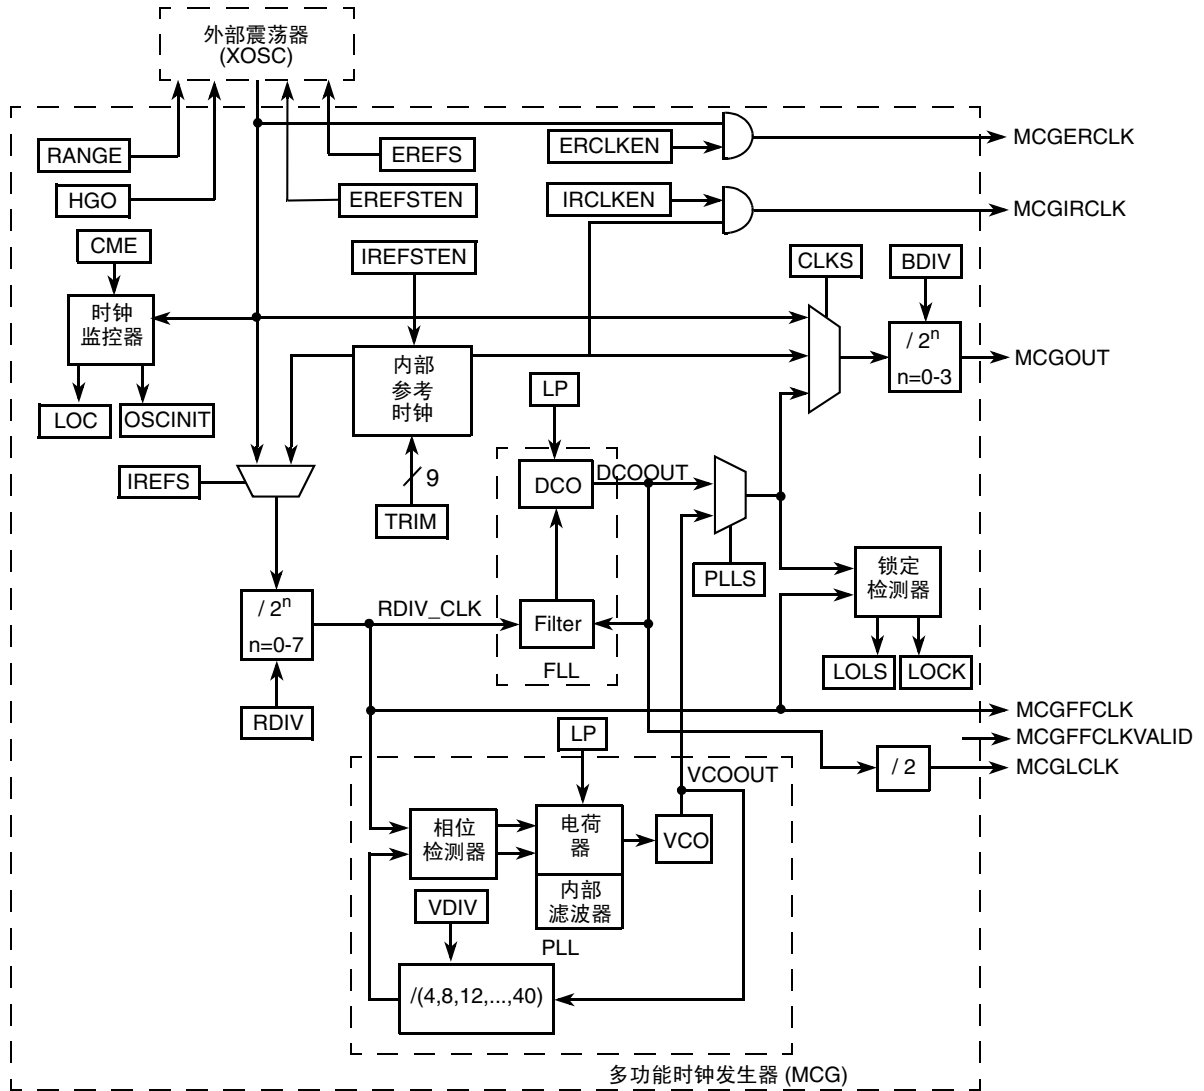 外部震荡器
(XOSC)
RANGE
EREFS
ERCLKEN
MCGERCLK
HGO
EREFSTEN
IRCLKEN
MCGIRCLK
CME
IREFSTEN
CLKS
BDIV
时钟
监控器
内部
参考
时钟
/ 2ⁿ
n=0-3
MCGOUT
LOC
OSCINIT
LP
IREFS
9
TRIM
DCO
DCOOUT
PLLS
锁定
检测器
/ 2ⁿ
n=0-7
RDIV_CLK
Filter
FLL
LOLS
LOCK
RDIV
MCGFFCLK
MCGFFCLKVALID
MCGLCLK
LP
/ 2
VCOOUT
相位
检测器
电荷
器
VCO
内部
滤波器
VDIV
PLL
/(4,8,12,...,40)
多功能时钟发生器 (MCG)